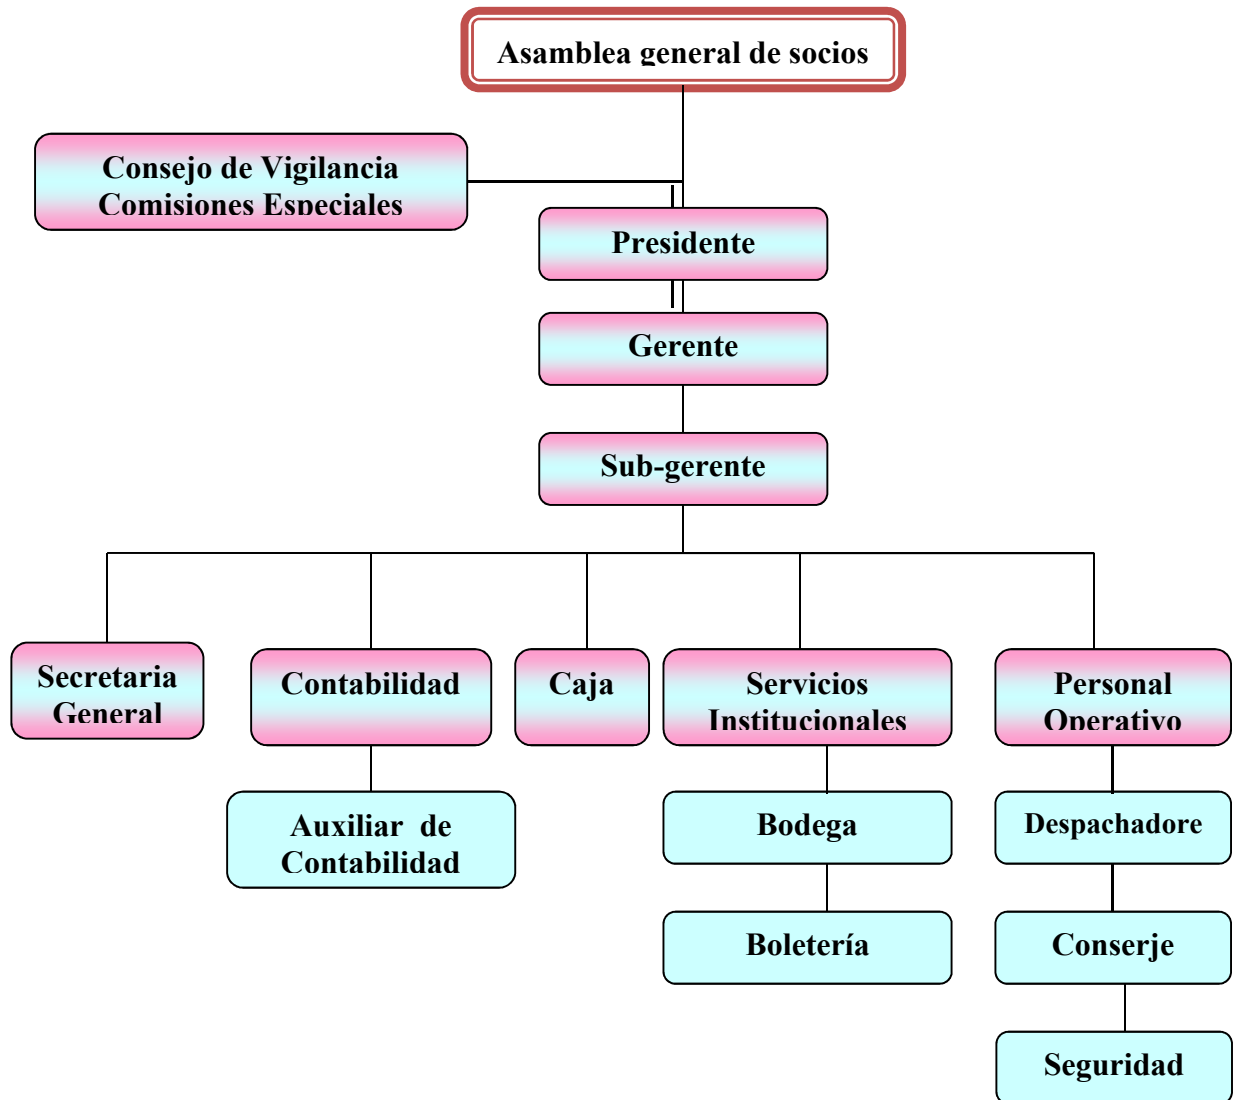 Asamblea general de socios
Consejo de Vigilancia
Comisiones Especiales
Presidente
Gerente
Sub-gerente
Secretaria
General
Contabilidad
Caja
Servicios
Institucionales
Personal
Operativo
Auxiliar de
Contabilidad
Bodega
Despachadore
Boletería
Conserje
Seguridad